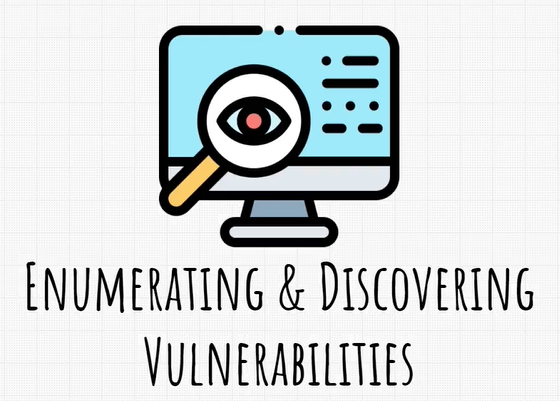 Enumerating & Discovering
Vulnerabilities